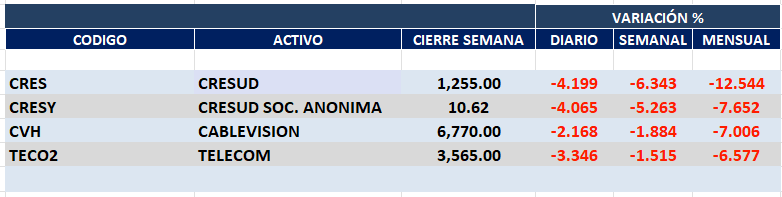 VARIACIÓN %
CODIGO ACTIVO CIERRE SEMANA DIARIO SEMANAL MENSUAL
CRES CRESUD 1,255.00 -4.199 -6.343 -12.544
CRESY CRESUD SOC. ANONIMA 10.62 -4.065 -5.263 -7.652
CVH CABLEVISION 6,770.00 -2.168 -1.884 -7.006
TECO2 TELECOM 3,565.00 -3.346 -1.515 -6.577